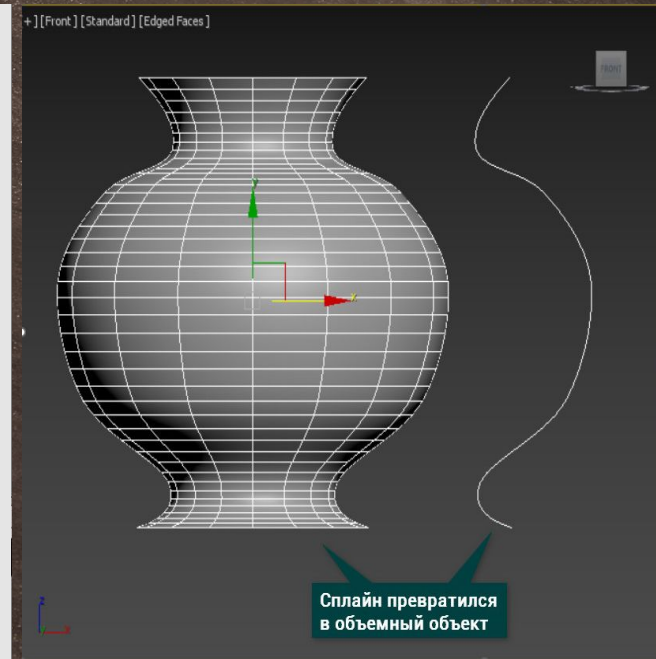 + ] [Front ] [Standard ] [Edged Faces ]
FRONT
y
x
Сплайн превратился
в объемный объект
z
x